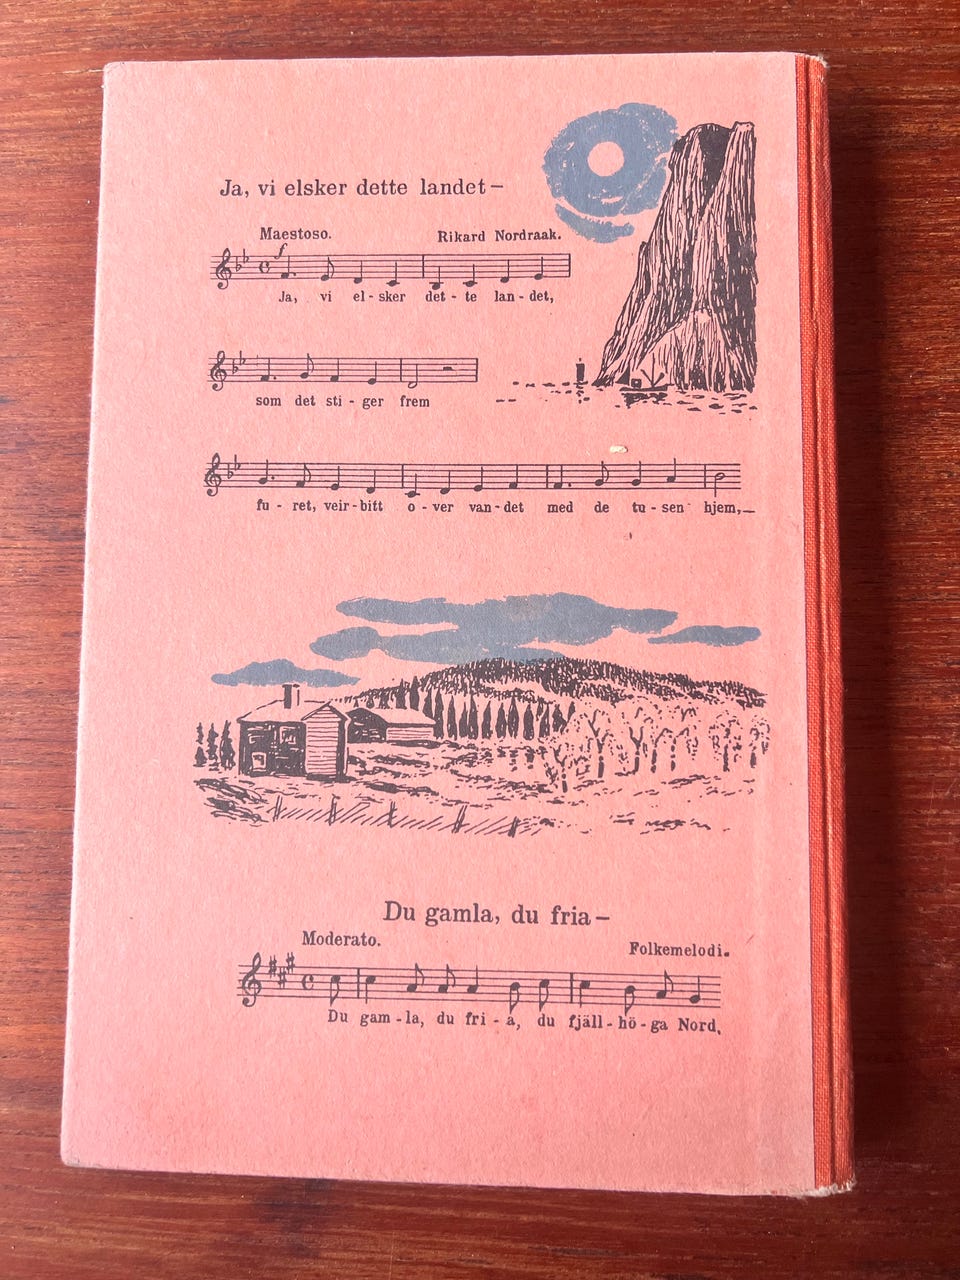 Ja, vi elsker dette landet –
Maestoso. Rikard Nordraak.
f
Ja, vi el - sker det - te lan - det,
som det sti - ger frem
fu - ret, veir - bitt o - ver van - det med de tu - sen hjem,—
Du gamla, du fria –
Moderato. Folkemelodi.
Du gam - la, du fri - a, du fjäll - hö - ga Nord,